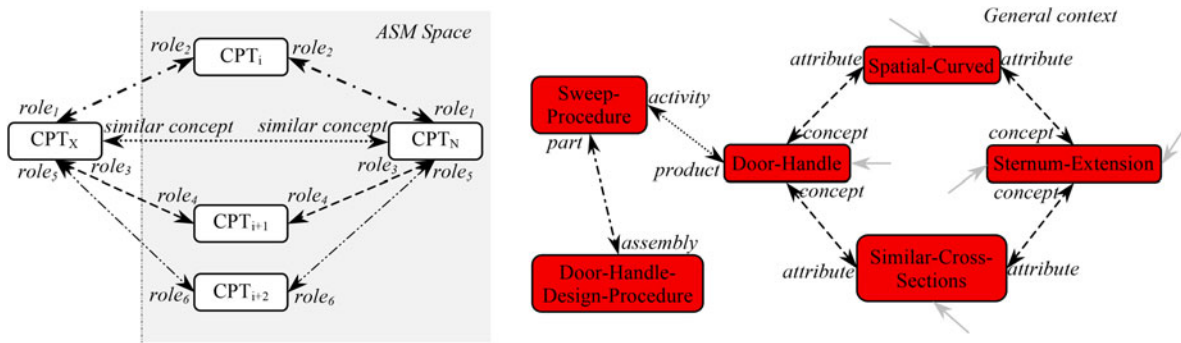 ASM Space
role2
CPTi
role2
role1
role1
CPTX
similar concept
similar concept
CPTN
role5
role3
role3
role5
role4
CPTi+1
role4
role6
CPTi+2
role6
General context
attribute
Spatial-Curved
attribute
Sweep-
Procedure
activity
part
concept
concept
product
Door-Handle
Sternum-Extension
concept
concept
assembly
Door-Handle-
Design-Procedure
attribute
Similar-Cross-
Sections
attribute